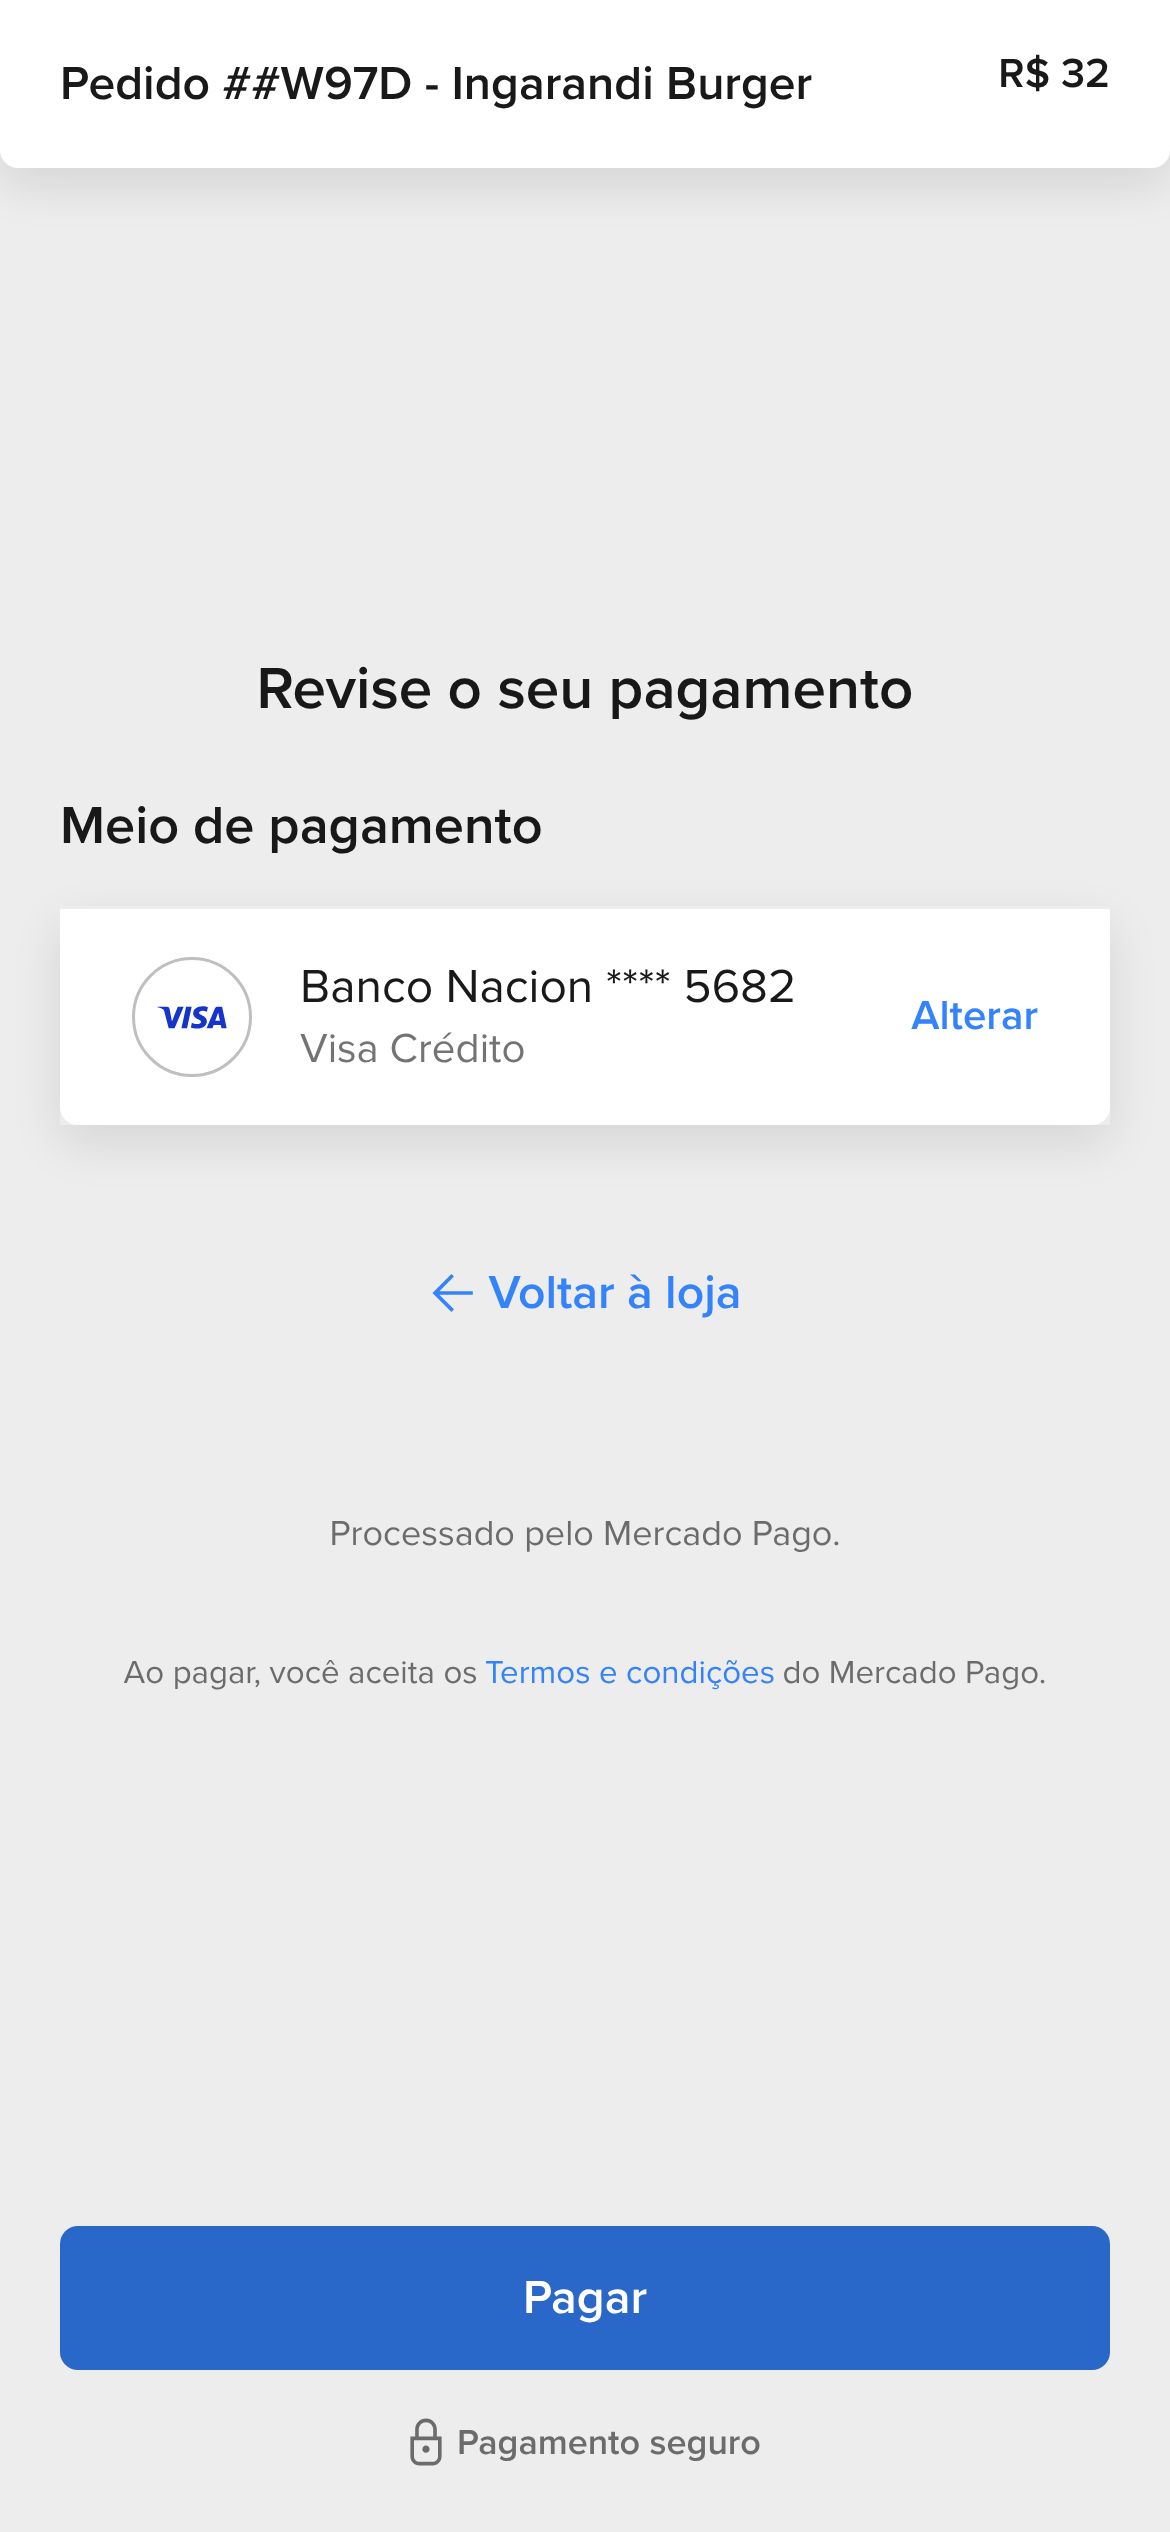 Pedido ##W97D - Ingarandi Burger
R$ 32
Revise o seu pagamento
Meio de pagamento
VISA
Banco Nacion **** 5682
Visa Crédito
Alterar
← Voltar à loja
Processado pelo Mercado Pago.
Ao pagar, você aceita os Termos e condições do Mercado Pago.
Pagar
Pagamento seguro